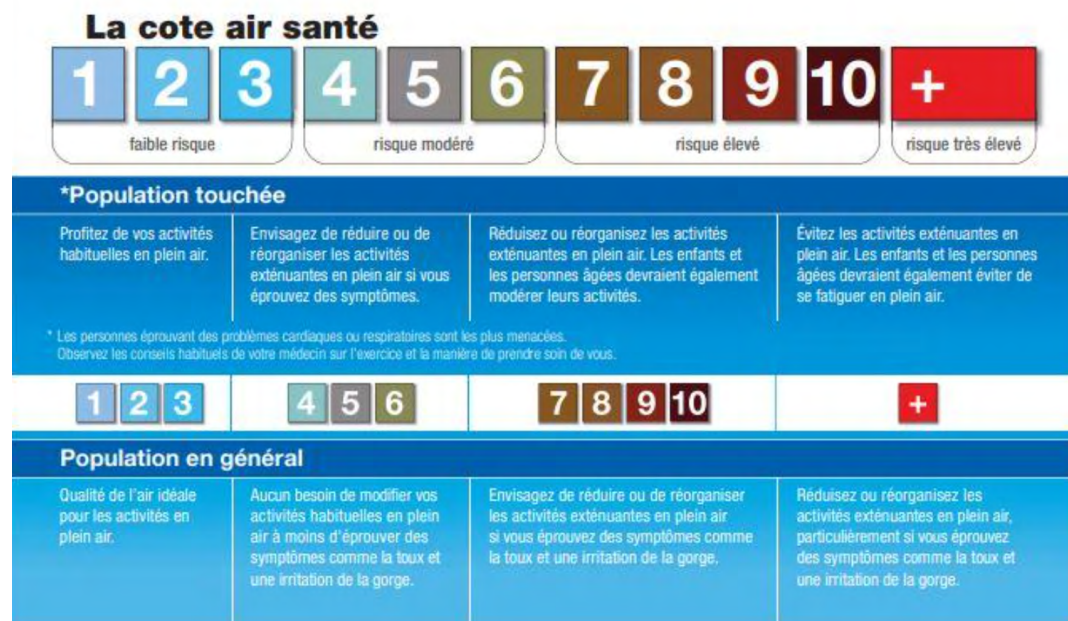 La cote air santé
1 2 3 4 5 6 7 8 9 10 +
faible risque
risque modéré
risque élevé
risque très élevé
*Population touchée
Profitez de vos activités
habituelles en plein air.
Envisagez de réduire ou de
réorganiser les activités
exténuantes en plein air si vous
éprouvez des symptômes.
Réduisez ou réorganisez les activités
exténuantes en plein air. Les enfants et
les personnes âgées devraient également
modérer leurs activités.
Évitez les activités exténuantes en
plein air. Les enfants et les personnes
âgées devraient également éviter de
se fatiguer en plein air.
* Les personnes éprouvant des problèmes cardiaques ou respiratoires sont les plus menacées.
Observez les conseils habituels de votre médecin sur l'exercice et la manière de prendre soin de vous.
1 2 3
4 5 6
7 8 9 10
+
Population en général
Qualité de l'air idéale
pour les activités en
plein air.
Aucun besoin de modifier vos
activités habituelles en plein
air à moins d'éprouver des
symptômes comme la toux et
une irritation de la gorge.
Envisagez de réduire ou de réorganiser
les activités exténuantes en plein air
si vous éprouvez des symptômes comme
la toux et une irritation de la gorge.
Réduisez ou réorganisez les
activités exténuantes en plein air,
particulièrement si vous éprouvez
des symptômes comme la toux et
une irritation de la gorge.